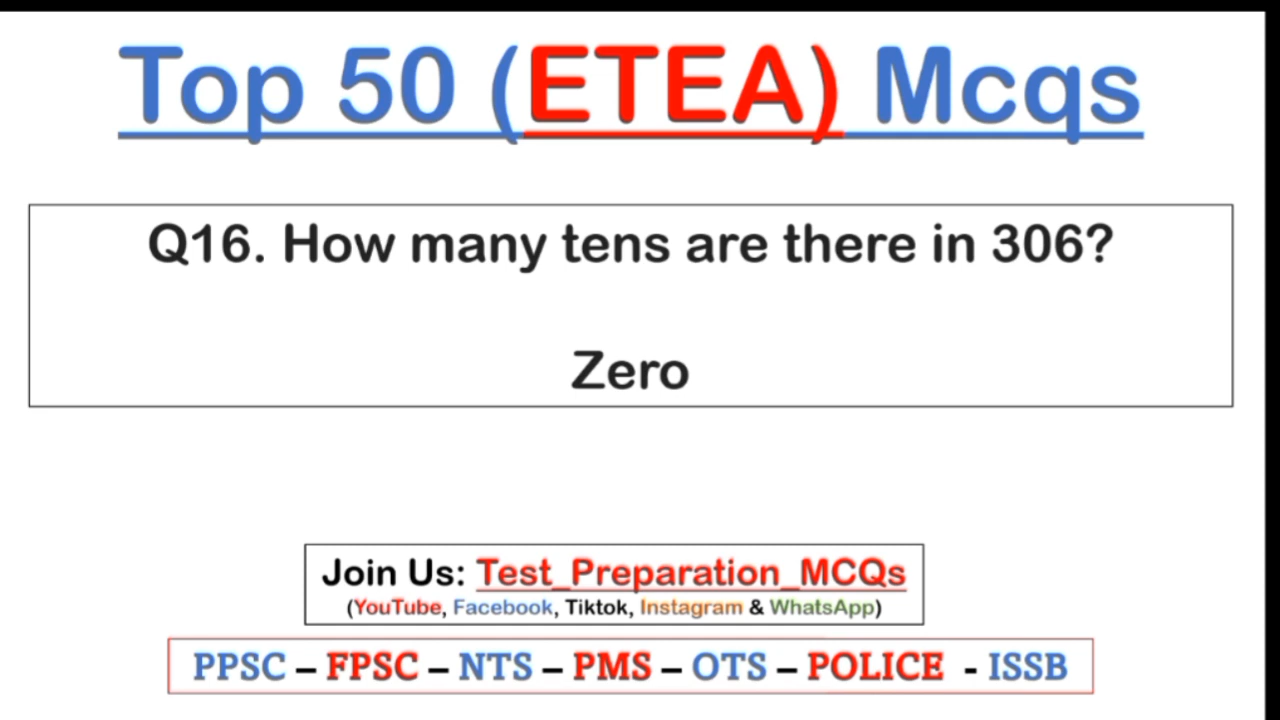 Top 50 (ETEA) Mcqs
Q16. How many tens are there in 306?
Zero
Join Us: Test_Preparation_MCQs
(YouTube, Facebook, Tiktok, Instagram & WhatsApp)
PPSC – FPSC – NTS – PMS – OTS – POLICE - ISSB